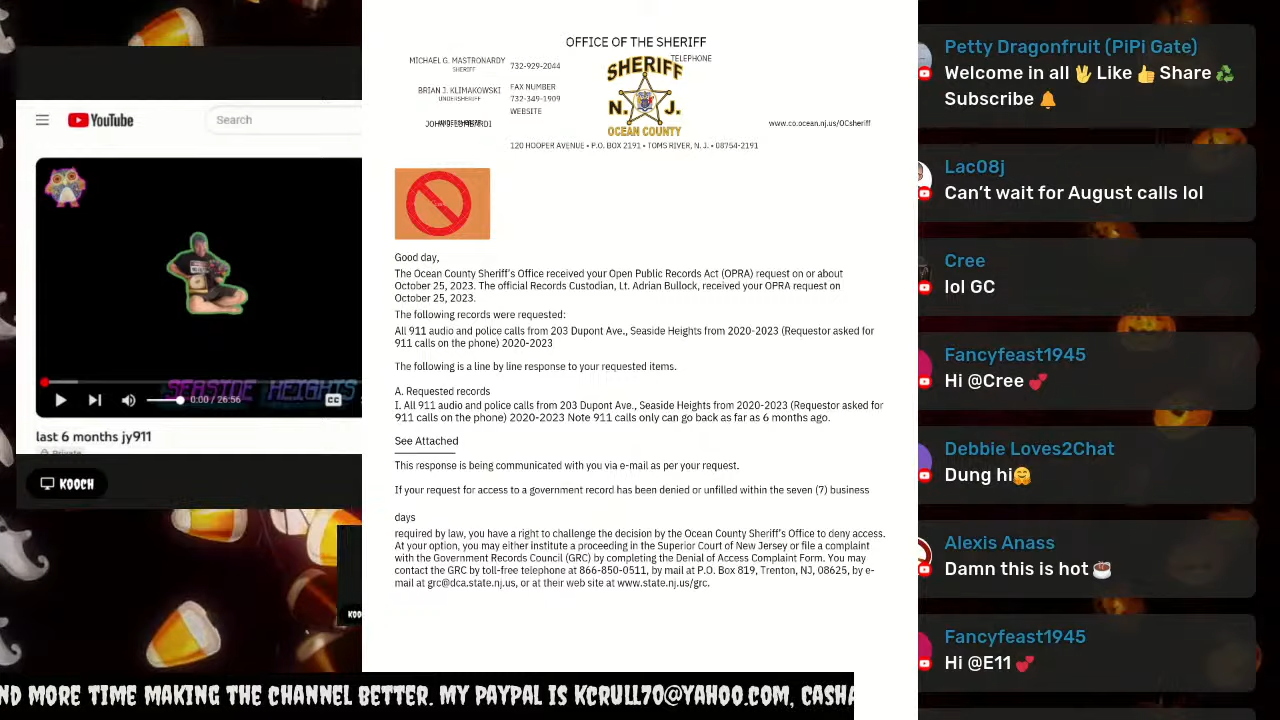 YouTube
Search
0:00 / 26:56
CC
SEASIDE HEIGHTS
last 6 months jy911
Private
KOOCH
OFFICE OF THE SHERIFF
MICHAEL G. MASTRONARDY
SHERIFF
BRIAN J. KLIMAKOWSKI
UNDERSHERIFF
732-929-2044
FAX NUMBER
732-349-1909
WEBSITE
TELEPHONE
SHERIFF
N. J.
OCEAN COUNTY
www.co.ocean.nj.us/OCsheriff
120 HOOPER AVENUE • P.O. BOX 2191 • TOMS RIVER, N. J. • 08754-2191
Good day,
The Ocean County Sheriff's Office received your Open Public Records Act (OPRA) request on or about
October 25, 2023. The official Records Custodian, Lt. Adrian Bullock, received your OPRA request on
October 25, 2023.
The following records were requested:
All 911 audio and police calls from 203 Dupont Ave., Seaside Heights from 2020-2023 (Requestor asked for
911 calls on the phone) 2020-2023
The following is a line by line response to your requested items.
A. Requested records
I. All 911 audio and police calls from 203 Dupont Ave., Seaside Heights from 2020-2023 (Requestor asked for
911 calls on the phone) 2020-2023 Note 911 calls only can go back as far as 6 months ago.
See Attached
This response is being communicated with you via e-mail as per your request.
If your request for access to a government record has been denied or unfilled within the seven (7) business
days
required by law, you have a right to challenge the decision by the Ocean County Sheriff's Office to deny access.
At your option, you may either institute a proceeding in the Superior Court of New Jersey or file a complaint
with the Government Records Council (GRC) by completing the Denial of Access Complaint Form. You may
contact the GRC by toll-free telephone at 866-850-0511, by mail at P.O. Box 819, Trenton, NJ, 08625, by e-
mail at grc@dca.state.nj.us, or at their web site at www.state.nj.us/grc.
Petty Dragonfruit (PiPi Gate)
Welcome in all 🖖 Like 👍 Share ♻️
Subscribe 🔔
Lac08j
Can't wait for August calls lol
Cree
lol GC
Fancyfeast1945
Hi @Cree 💕
Debbie Loves2Chat
Dung hi🤗
Alexis Anass
Damn this is hot ☕
Fancyfeast1945
Hi @E11 💕
ND MORE TIME MAKING THE CHANNEL BETTER. MY PAYPAL IS KCRULL70@YAHOO.COM, CASHA